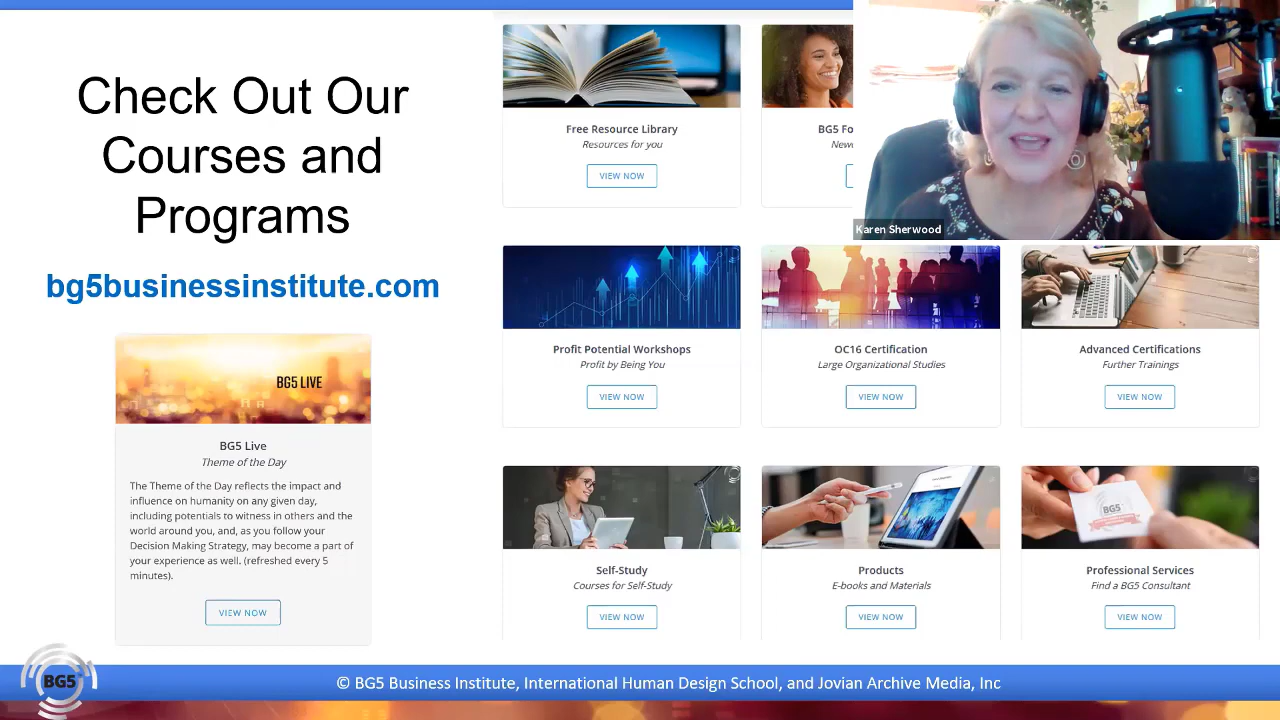 Check Out Our
Courses and
Programs
bg5businessinstitute.com
BG5 LIVE
BG5 Live
Theme of the Day
The Theme of the Day reflects the impact and
influence on humanity on any given day,
including potentials to witness in others and the
world around you, and, as you follow your
Decision Making Strategy, may become a part of
your experience as well. (refreshed every 5
minutes).
VIEW NOW
Free Resource Library
Resources for you
VIEW NOW
BG5
Karen Sherwood
Profit Potential Workshops
Profit by Being You
VIEW NOW
OC16 Certification
Large Organizational Studies
VIEW NOW
Advanced Certifications
Further Trainings
VIEW NOW
Self-Study
Courses for Self-Study
VIEW NOW
Products
E-books and Materials
VIEW NOW
BG5
Professional Services
Find a BG5 Consultant
VIEW NOW
BG5
© BG5 Business Institute, International Human Design School, and Jovian Archive Media, Inc